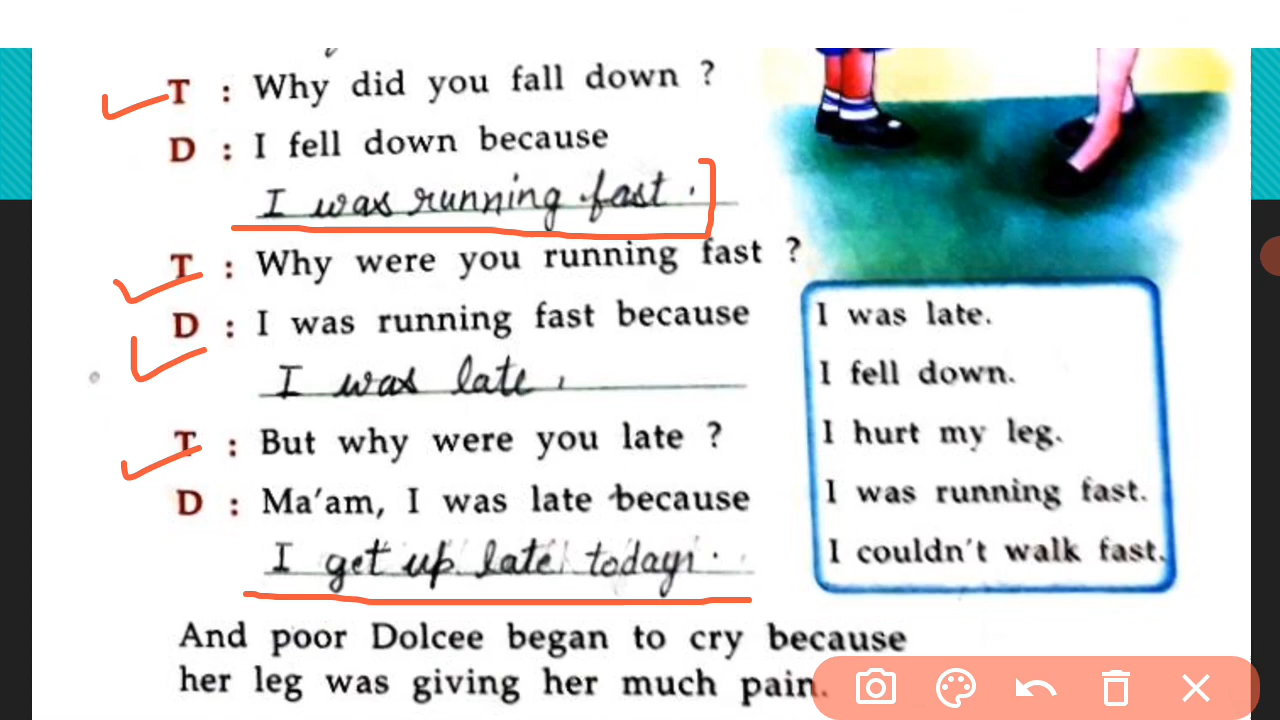 T : Why did you fall down ?
D : I fell down because
I was running fast.
T : Why were you running fast ?
D : I was running fast because
I was late.
T : But why were you late ?
D : Ma'am, I was late because
I get up late today.
And poor Dolcee began to cry because
her leg was giving her much pain.
I was late.
I fell down.
I hurt my leg.
I was running fast.
I couldn't walk fast.